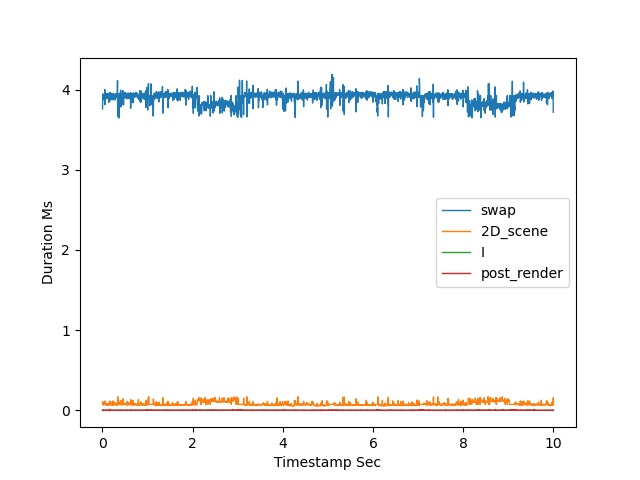 4
3
2
1
0
Duration Ms
swap
2D_scene
I
post_render
0 2 4 6 8 10
Timestamp Sec